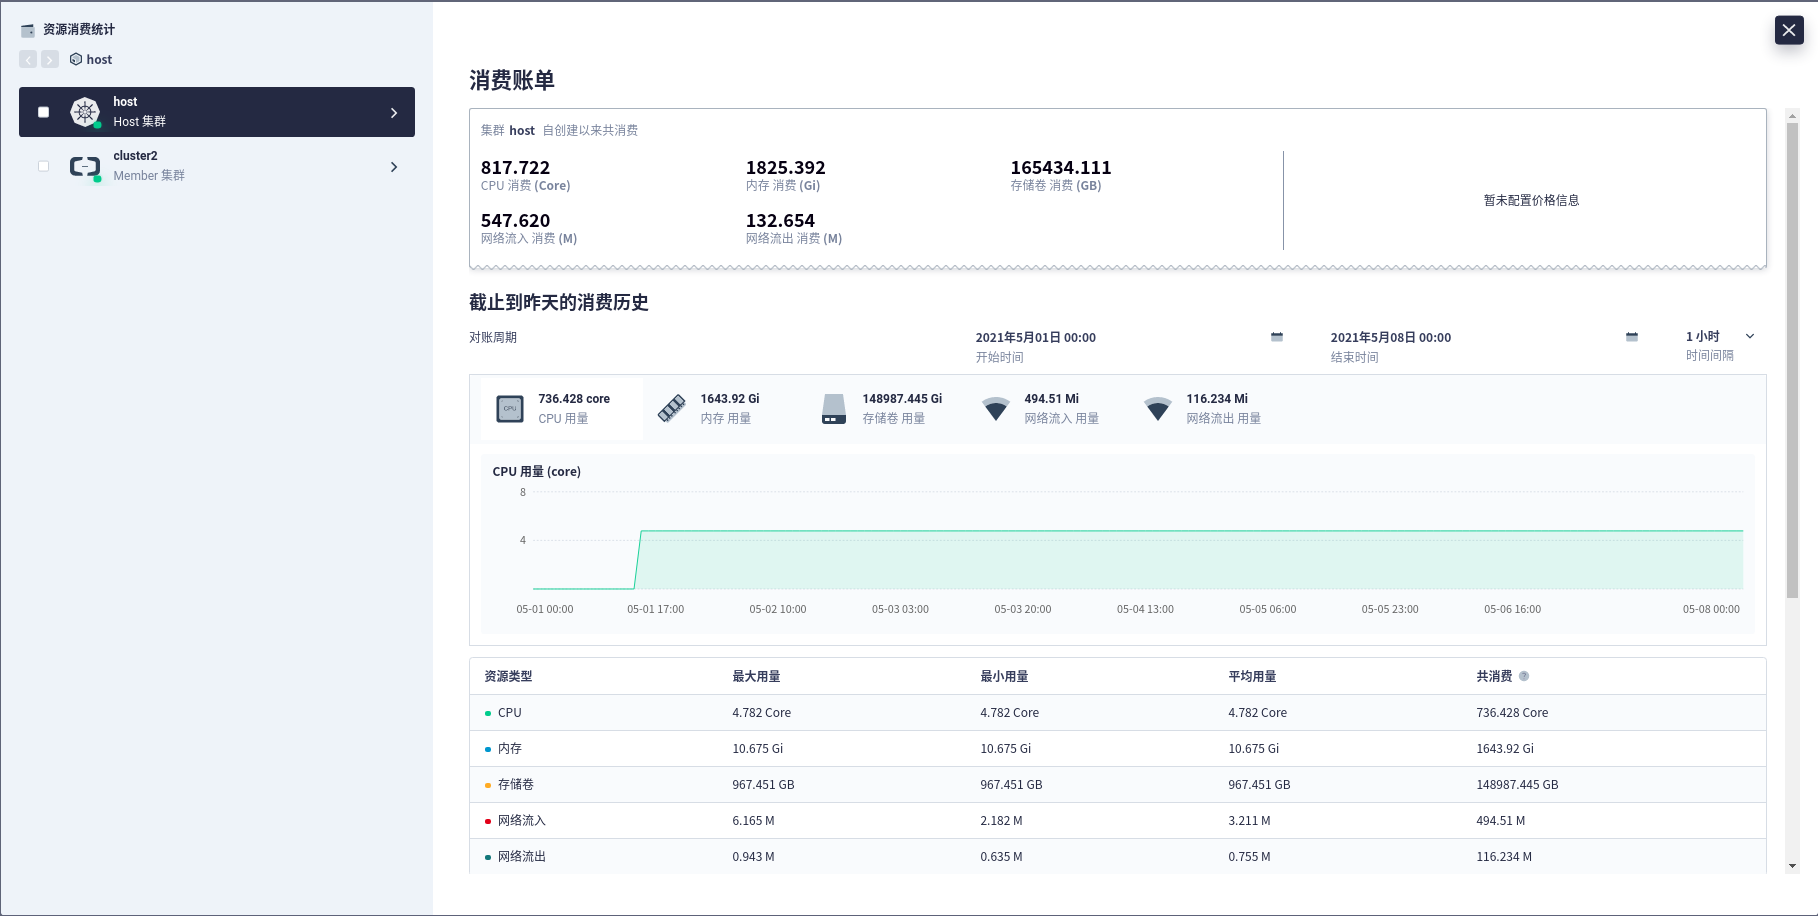 资源消费统计
host
host
Host 集群
cluster2
Member 集群
消费账单
集群 host 自创建以来共消费
817.722 1825.392 165434.111
CPU 消费 (Core) 内存 消费 (Gi) 存储卷 消费 (GB)
暂未配置价格信息
547.620 132.654
网络流入 消费 (M) 网络流出 消费 (M)
截止到昨天的消费历史
对账周期 2021年5月01日 00:00 2021年5月08日 00:00 1 小时
开始时间 结束时间 时间间隔
736.428 core 1643.92 Gi 148987.445 Gi 494.51 Mi 116.234 Mi
CPU CPU 用量 内存 用量 存储卷 用量 网络流入 用量 网络流出 用量
CPU 用量 (core)
8
4
05-01 00:00 05-01 17:00 05-02 10:00 05-03 03:00 05-03 20:00 05-04 13:00 05-05 06:00 05-05 23:00 05-06 16:00 05-08 00:00
资源类型 最大用量 最小用量 平均用量 共消费 ?
CPU 4.782 Core 4.782 Core 4.782 Core 736.428 Core
内存 10.675 Gi 10.675 Gi 10.675 Gi 1643.92 Gi
存储卷 967.451 GB 967.451 GB 967.451 GB 148987.445 GB
网络流入 6.165 M 2.182 M 3.211 M 494.51 M
网络流出 0.943 M 0.635 M 0.755 M 116.234 M